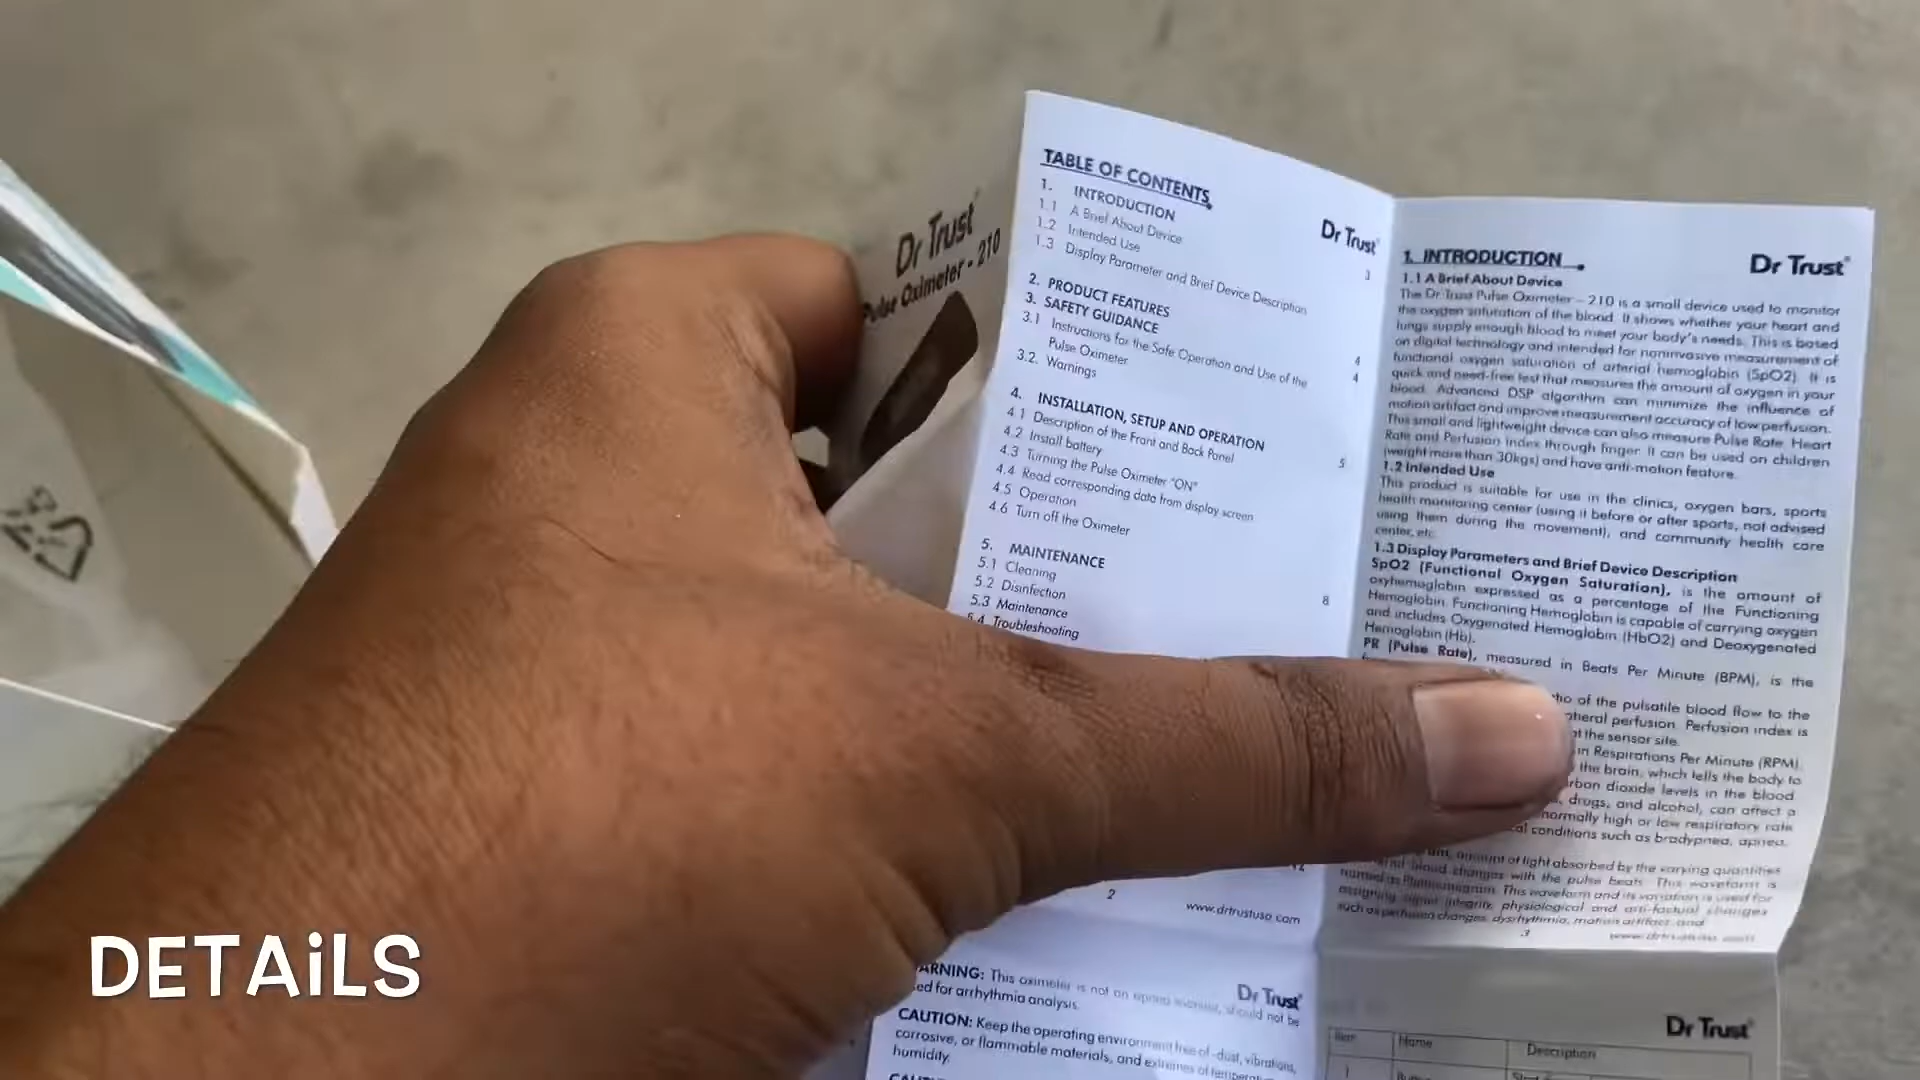 Dr Trust
Pulse Oximeter - 210
TABLE OF CONTENTS
Dr Trust
1. INTRODUCTION
1.1 A Brief About Device
1.2 Intended Use
1.3 Display Parameter and Brief Device Description
3
2. PRODUCT FEATURES
3. SAFETY GUIDANCE
3.1 Instructions for the Safe Operation and Use of the
Pulse Oximeter
4
4
3.2. Warnings
4. INSTALLATION, SETUP AND OPERATION
4.1 Description of the Front and Back Panel
5
4.2 Install battery
4.3 Turning the Pulse Oximeter "ON"
4.4 Read corresponding data from display screen
4.5 Operation
4.6 Turn off the Oximeter
5. MAINTENANCE
8
5.1 Cleaning
5.2 Disinfection
5.3 Maintenance
5.4 Troubleshooting
12
2
www.drtrustusa.com
1. INTRODUCTION
Dr Trust
1.1 A Brief About Device
The Dr Trust Pulse Oximeter – 210 is a small device used to monitor
the oxygen saturation of the blood. It shows whether your heart and
lungs supply enough blood to meet your body's needs. This is based
on digital technology and intended for noninvasive measurement of
functional oxygen saturation of arterial hemoglobin (SpO2). It is
quick and need-free test that measures the amount of oxygen in your
blood. Advanced DSP algorithm can minimize the influence of
motion artifact and improve measurement accuracy of low perfusion.
This small and lightweight device can also measure Pulse Rate, Heart
Rate and Perfusion Index through finger. It can be used on children
(weight more than 30kgs) and have anti-motion feature.
1.2 Intended Use
This product is suitable for use in the clinics, oxygen bars, sports
health monitoring center (using it before or after sports, not advised
using them during the movement), and community health care
center, etc.
1.3 Display Parameters and Brief Device Description
SpO2 (Functional Oxygen Saturation), is the amount of
oxyhemoglobin expressed as a percentage of the Functioning
Hemoglobin. Functioning Hemoglobin is capable of carrying oxygen
and includes Oxygenated Hemoglobin (HbO2) and Deoxygenated
Hemoglobin (Hb).
PR (Pulse Rate), measured in Beats Per Minute (BPM), is the
of the pulsatile blood flow to the
perfusion. Perfusion index is
at the sensor site.
in Respirations Per Minute (RPM).
the brain, which tells the body to
dioxide levels in the blood
drugs, and alcohol, can affect a
high or low respiratory rate
conditions such as bradypnea, apnea,
amount of light absorbed by the varying quantities
blood changes with the pulse beats. This waveform is
named as Plethysmogram. This waveform and its variation is used for
assigning signal integrity, physiological and arti-factual changes
such as perfusion changes, dysrhythmia, motion artifact, and
3
Dr Trust
WARNING: This oximeter is not an apnea monitor, should not be
used for arrhythmia analysis.
CAUTION: Keep the operating environment free of dust, vibrations,
corrosive, or flammable materials, and extremes of temperature
humidity.
Dr Trust
Name
Description
DETAiLS